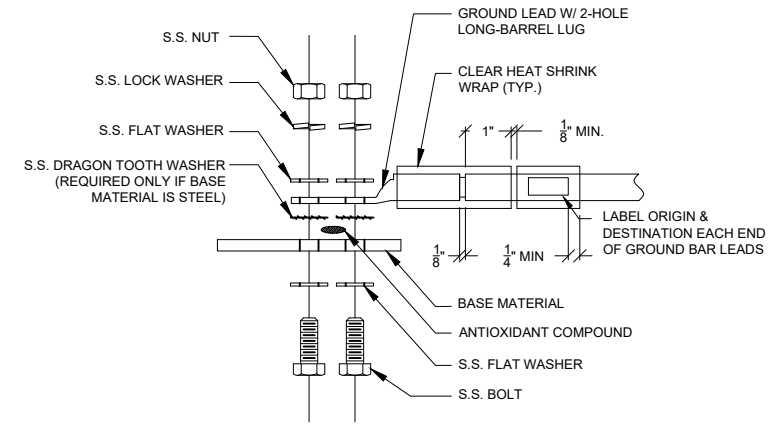 S.S. NUT
S.S. LOCK WASHER
S.S. FLAT WASHER
S.S. DRAGON TOOTH WASHER
(REQUIRED ONLY IF BASE
MATERIAL IS STEEL)
GROUND LEAD W/ 2-HOLE
LONG-BARREL LUG
CLEAR HEAT SHRINK
WRAP (TYP.)
1"
1/8" MIN.
LABEL ORIGIN &
DESTINATION EACH END
OF GROUND BAR LEADS
1/8"
1/4" MIN
BASE MATERIAL
ANTIOXIDANT COMPOUND
S.S. FLAT WASHER
S.S. BOLT